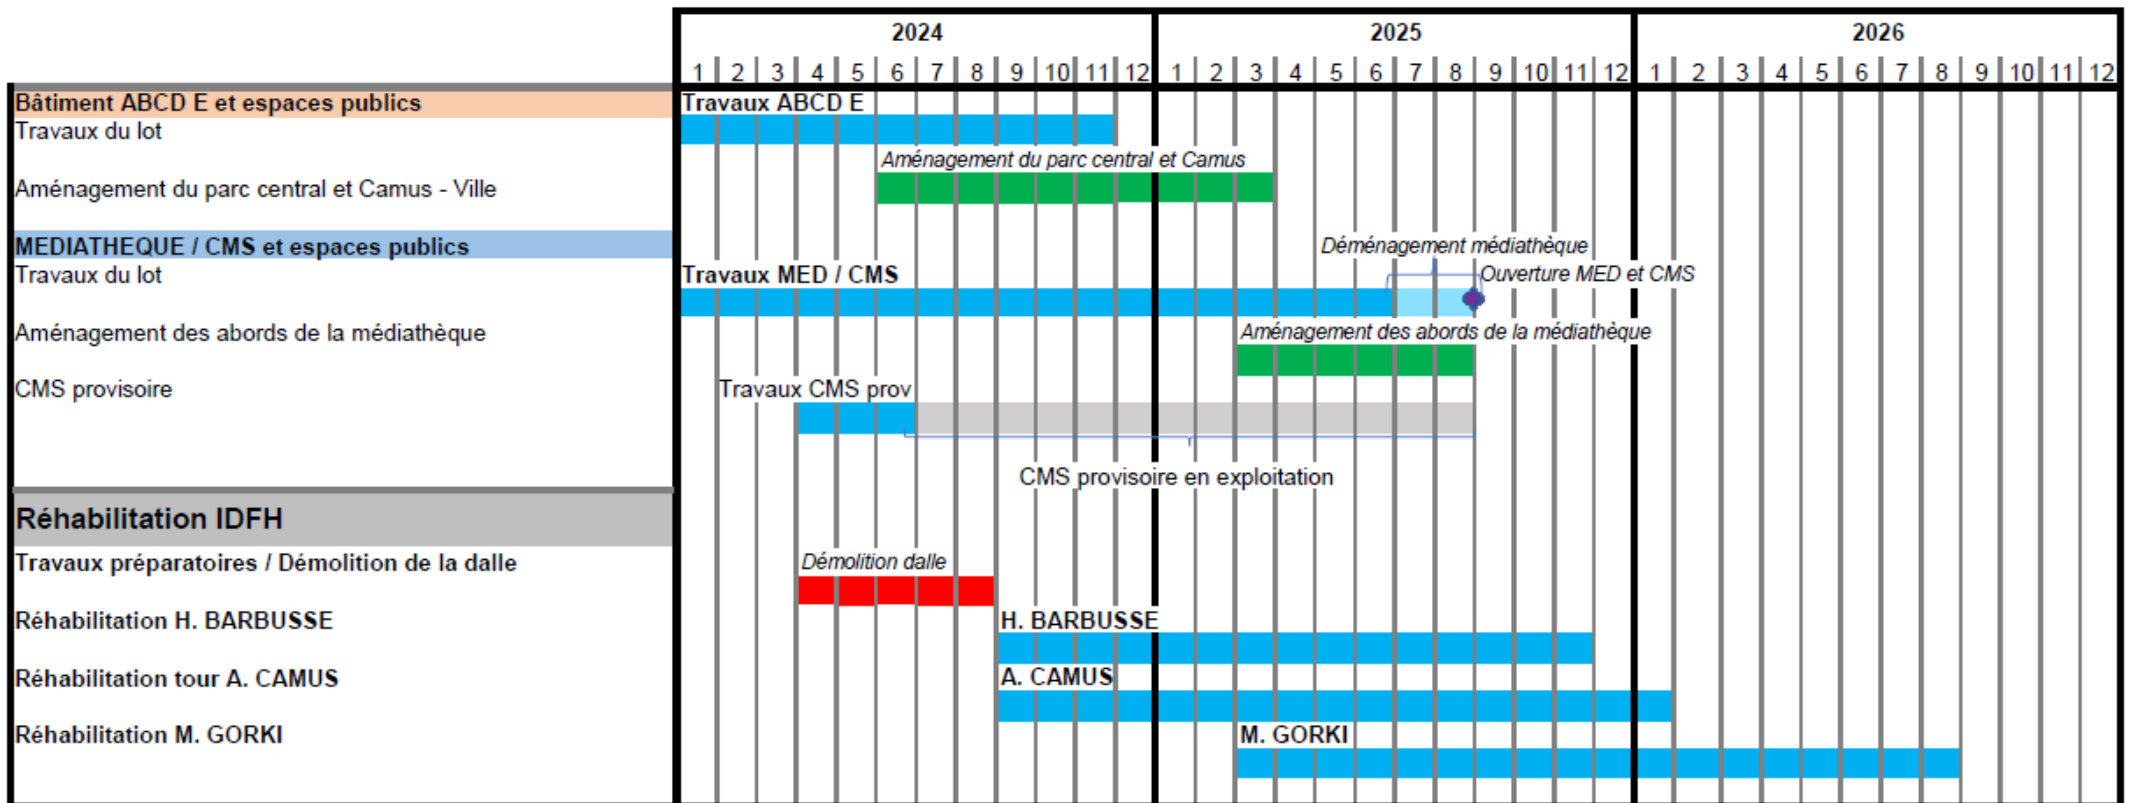 2024 2025 2026
1 2 3 4 5 6 7 8 9 10 11 12 1 2 3 4 5 6 7 8 9 10 11 12 1 2 3 4 5 6 7 8 9 10 11 12
Bâtiment ABCD E et espaces publics Travaux ABCD E
Travaux du lot
Aménagement du parc central et Camus
Aménagement du parc central et Camus - Ville
MEDIATHEQUE / CMS et espaces publics Déménagement médiathèque
Travaux du lot Travaux MED / CMS Ouverture MED et CMS
Aménagement des abords de la médiathèque Aménagement des abords de la médiathèque
CMS provisoire Travaux CMS prov
CMS provisoire en exploitation
Réhabilitation IDFH
Travaux préparatoires / Démolition de la dalle Démolition dalle
Réhabilitation H. BARBUSSE H. BARBUSSE
Réhabilitation tour A. CAMUS A. CAMUS
Réhabilitation M. GORKI M. GORKI